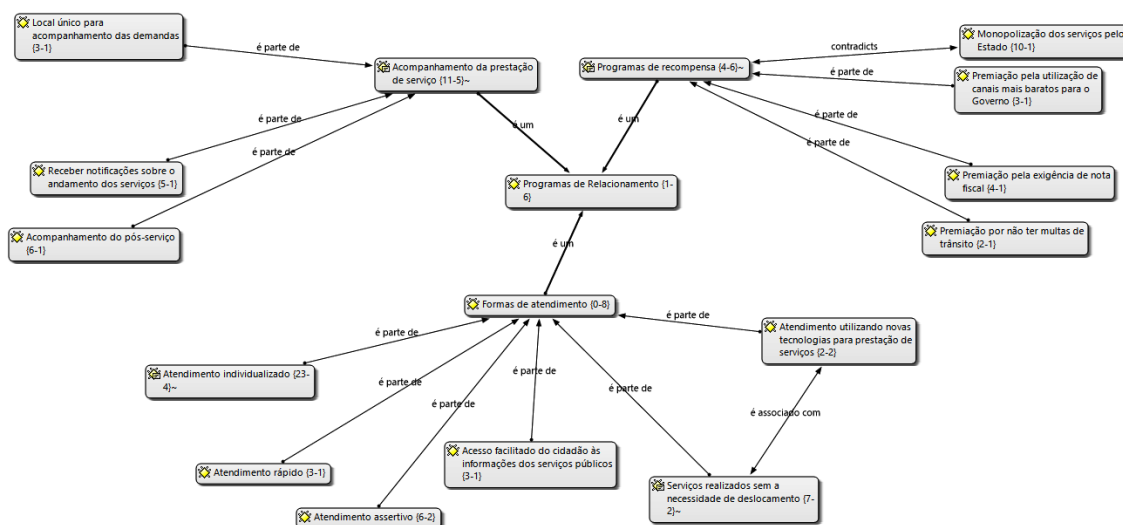 Local único para
acompanhamento das demandas
{3-1}
é parte de
Acompanhamento da prestação
de serviço {11-5}~
Programas de recompensa {4-6}~
contradicts
Monopolização dos serviços pelo
Estado {10-1}
é parte de
Premiação pela utilização de
canais mais baratos para o
Governo {3-1}
é um
é um
é parte de
é parte de
é parte de
é parte de
Receber notificações sobre o
andamento dos serviços {5-1}
Programas de Relacionamento {1-
6}
Premiação pela exigência de nota
fiscal {4-1}
Acompanhamento do pós-serviço
{6-1}
Premiação por não ter multas de
trânsito {2-1}
é um
Formas de atendimento {0-8}
é parte de
Atendimento utilizando novas
tecnologias para prestação de
serviços {2-2}
é parte de
Atendimento individualizado {23-
4}~
é parte de
é parte de
é parte de
é parte de
é associado com
Acesso facilitado do cidadão às
informações dos serviços públicos
{3-1}
Atendimento rápido {3-1}
Serviços realizados sem a
necessidade de deslocamento {7-
2}~
Atendimento assertivo {6-2}